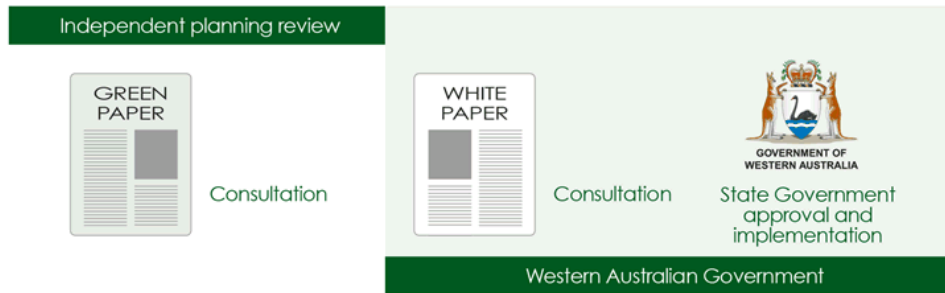 Independent planning review
GREEN
PAPER
Consultation
WHITE
PAPER
Consultation
GOVERNMENT OF
WESTERN AUSTRALIA
State Government
approval and
implementation
Western Australian Government